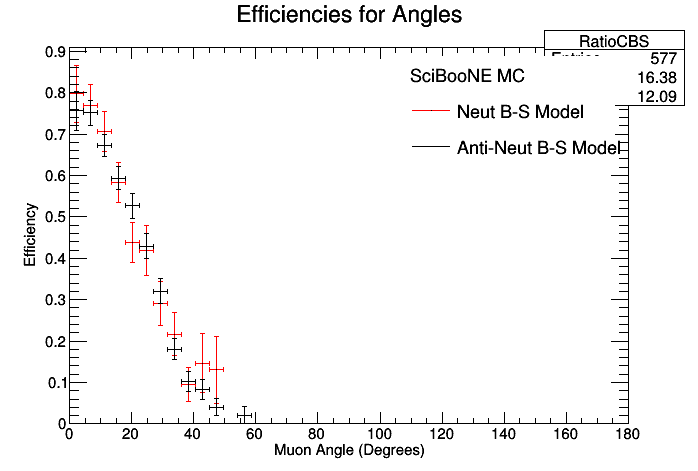 Efficiencies for Angles
RatioCBS
577
16.38
12.09
SciBooNE MC
Neut B-S Model
Anti-Neut B-S Model
Efficiency
0.9
0.8
0.7
0.6
0.5
0.4
0.3
0.2
0.1
0
0 20 40 60 80 100 120 140 160 180
Muon Angle (Degrees)